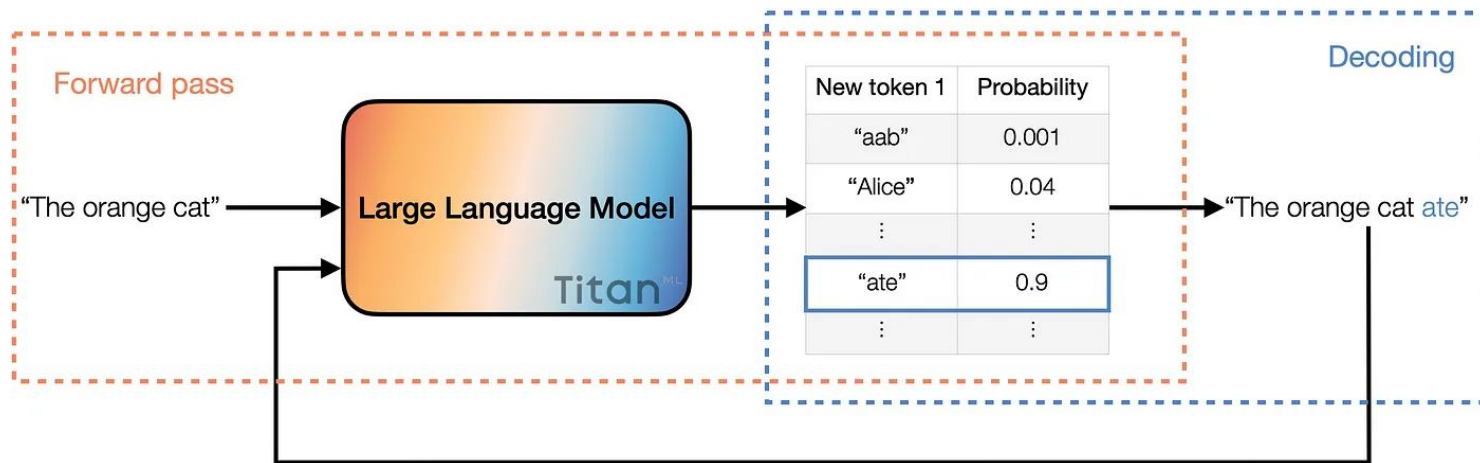 Forward pass
Decoding
“The orange cat”
Large Language Model
Titan ML
New token 1 Probability
“aab” 0.001
“Alice” 0.04
⋮ ⋮
“ate” 0.9
⋮ ⋮
“The orange cat ate”